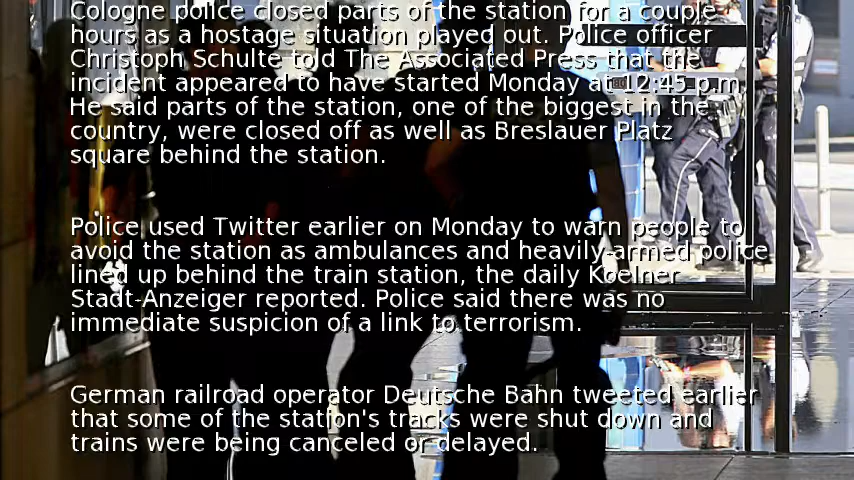 Cologne police closed parts of the station for a couple
hours as a hostage situation played out. Police officer
Christoph Schulte told The Associated Press that the
incident appeared to have started Monday at 12:45 p.m.
He said parts of the station, one of the biggest in the
country, were closed off as well as Breslauer Platz
square behind the station.
Police used Twitter earlier on Monday to warn people to
avoid the station as ambulances and heavily-armed police
lined up behind the train station, the daily Koelner
Stadt-Anzeiger reported. Police said there was no
immediate suspicion of a link to terrorism.
German railroad operator Deutsche Bahn tweeted earlier
that some of the station's tracks were shut down and
trains were being canceled or delayed.